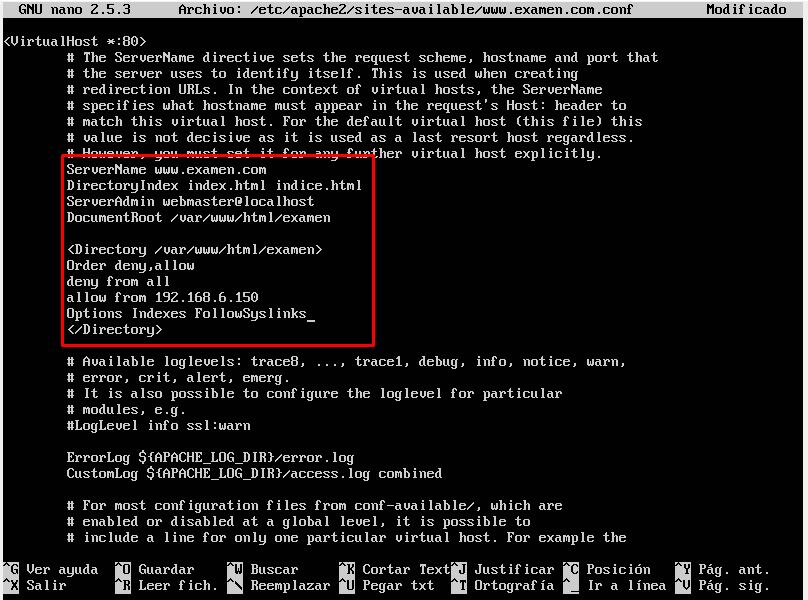 GNU nano 2.5.3 Archivo: /etc/apache2/sites-available/www.examen.com.conf Modificado
<VirtualHost *:80>
# The ServerName directive sets the request scheme, hostname and port that
# the server uses to identify itself. This is used when creating
# redirection URLs. In the context of virtual hosts, the ServerName
# specifies what hostname must appear in the request's Host: header to
# match this virtual host. For the default virtual host (this file) this
# value is not decisive as it is used as a last resort host regardless.
# However, you must set it for any further virtual host explicitly.
ServerName www.examen.com
DirectoryIndex index.html indice.html
ServerAdmin webmaster@localhost
DocumentRoot /var/www/html/examen
<Directory /var/www/html/examen>
Order deny,allow
deny from all
allow from 192.168.6.150
Options Indexes FollowSyslinks_
</Directory>
# Available loglevels: trace8, ..., trace1, debug, info, notice, warn,
# error, crit, alert, emerg.
# It is also possible to configure the loglevel for particular
# modules, e.g.
#LogLevel info ssl:warn
ErrorLog ${APACHE_LOG_DIR}/error.log
CustomLog ${APACHE_LOG_DIR}/access.log combined
# For most configuration files from conf-available/, which are
# enabled or disabled at a global level, it is possible to
# include a line for only one particular virtual host. For example the
^G Ver ayuda ^O Guardar ^W Buscar ^K Cortar Text ^J Justificar ^C Posición ^Y Pág. ant.
^X Salir ^R Leer fich. ^\ Reemplazar ^U Pegar txt ^T Ortografía ^_ Ir a línea ^V Pág. sig.